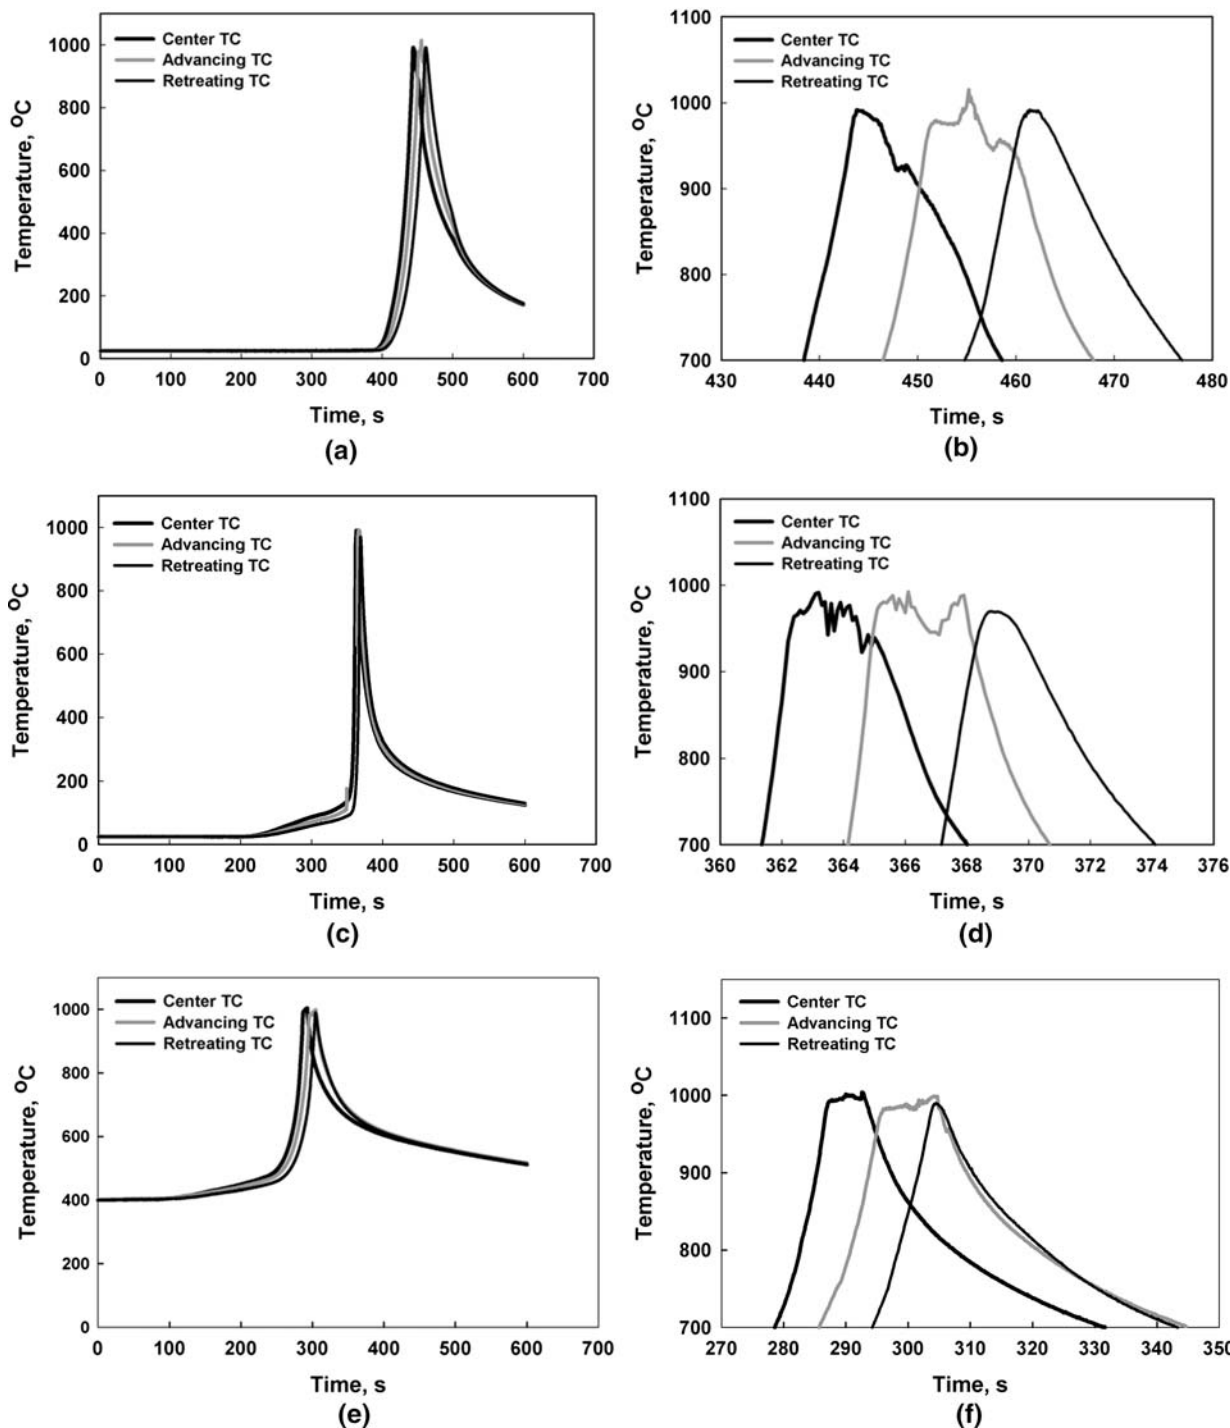 1000
800
600
400
200
0
Temperature, °C
Center TC
Advancing TC
Retreating TC
0 100 200 300 400 500 600 700
Time, s
(a)
1100
1000
900
800
700
Temperature, °C
Center TC
Advancing TC
Retreating TC
430 440 450 460 470 480
Time, s
(b)
1000
800
600
400
200
0
Temperature, °C
Center TC
Advancing TC
Retreating TC
0 100 200 300 400 500 600 700
Time, s
(c)
1100
1000
900
800
700
Temperature, °C
Center TC
Advancing TC
Retreating TC
360 362 364 366 368 370 372 374 376
Time, s
(d)
1000
800
600
400
200
0
Temperature, °C
Center TC
Advancing TC
Retreating TC
0 100 200 300 400 500 600 700
Time, s
(e)
1100
1000
900
800
700
Temperature, °C
Center TC
Advancing TC
Retreating TC
270 280 290 300 310 320 330 340 350
Time, s
(f)